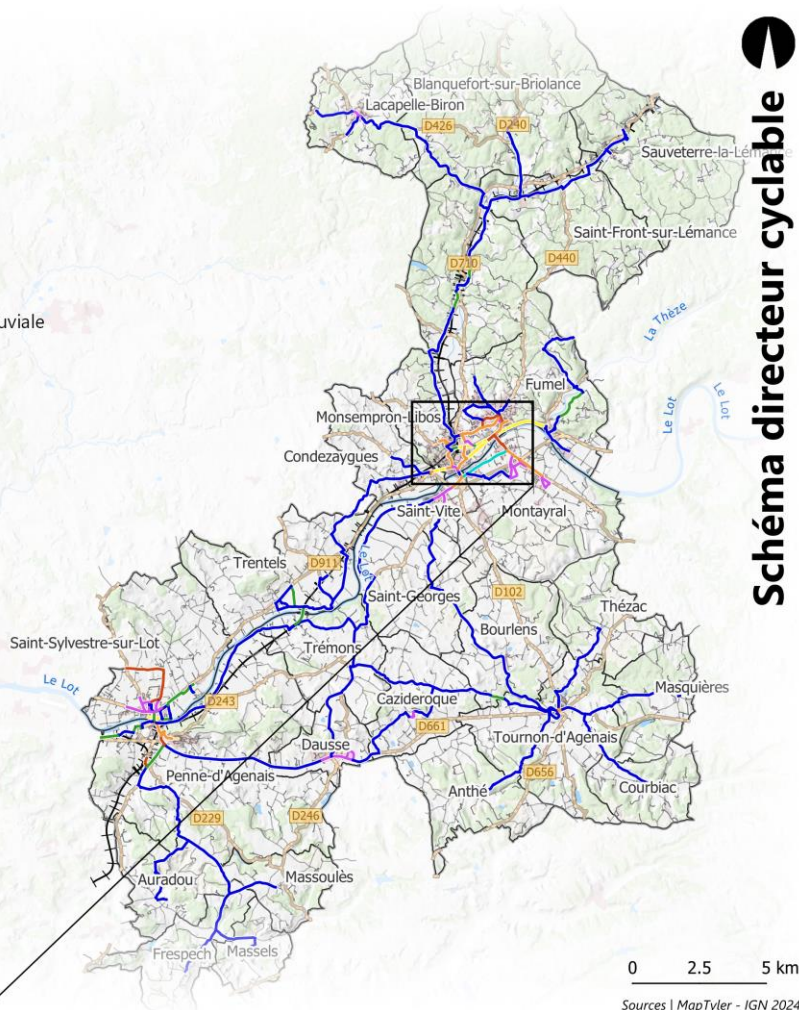 Schéma directeur cyclable
Blanquefort-sur-Briolance
Lacapelle-Biron
D426
D240
Sauveterre-la-Lémance
Saint-Front-sur-Lémance
D710
D440
La Thèze
uviale
Fumel
Le Lot
Le Lot
Monsempron-Libos
Condezaygues
Saint-Vite
Montayral
Trentels
D911
Le Lot
Saint-Georges
D102
Thézac
Bourlens
Saint-Sylvestre-sur-Lot
Trémons
Le Lot
Masquières
D243
Cazideroque
D661
Tournon-d'Agenais
Dausse
Penne-d'Agenais
D656
Anthé
Courbiac
D229
D246
Auradou
Massoulès
Frespech
Massels
0 2.5 5 km
Sources | MapTyler - IGN 2024